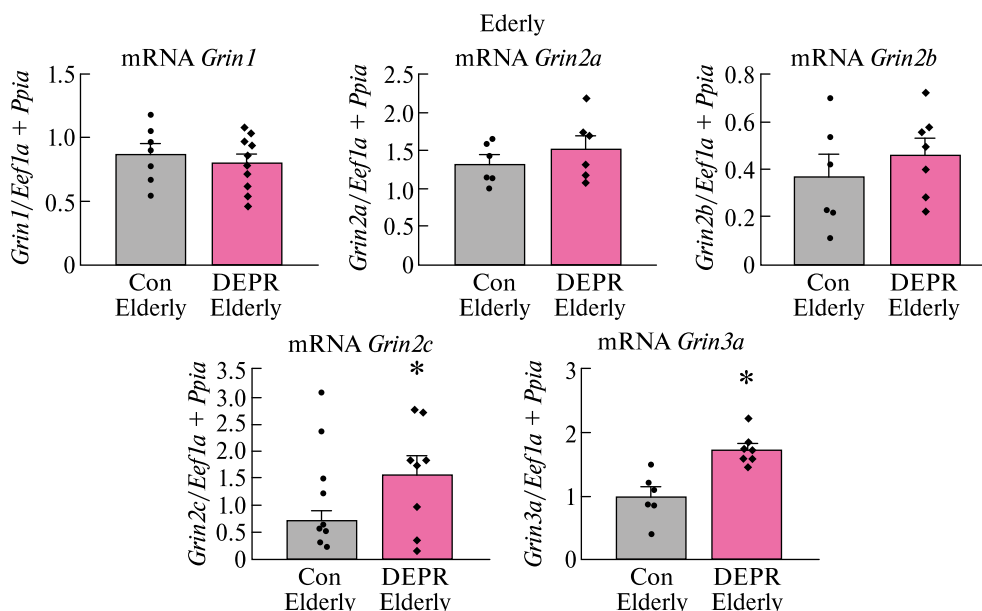 Ederly
mRNA Grin1
Grin1/Eef1a + Ppia
1.5
1.0
0.5
0
Con
Elderly
DEPR
Elderly
mRNA Grin2a
Grin2a/Eef1a + Ppia
2.5
2.0
1.5
1.0
0.5
0
Con
Elderly
DEPR
Elderly
mRNA Grin2b
Grin2b/Eef1a + Ppia
0.8
0.6
0.4
0.2
0
Con
Elderly
DEPR
Elderly
mRNA Grin2c
Grin2c/Eef1a + Ppia
3.5
3.0
2.5
2.0
1.5
1.0
0.5
0
*
Con
Elderly
DEPR
Elderly
mRNA Grin3a
Grin3a/Eef1a + Ppia
3
2
1
0
*
Con
Elderly
DEPR
Elderly